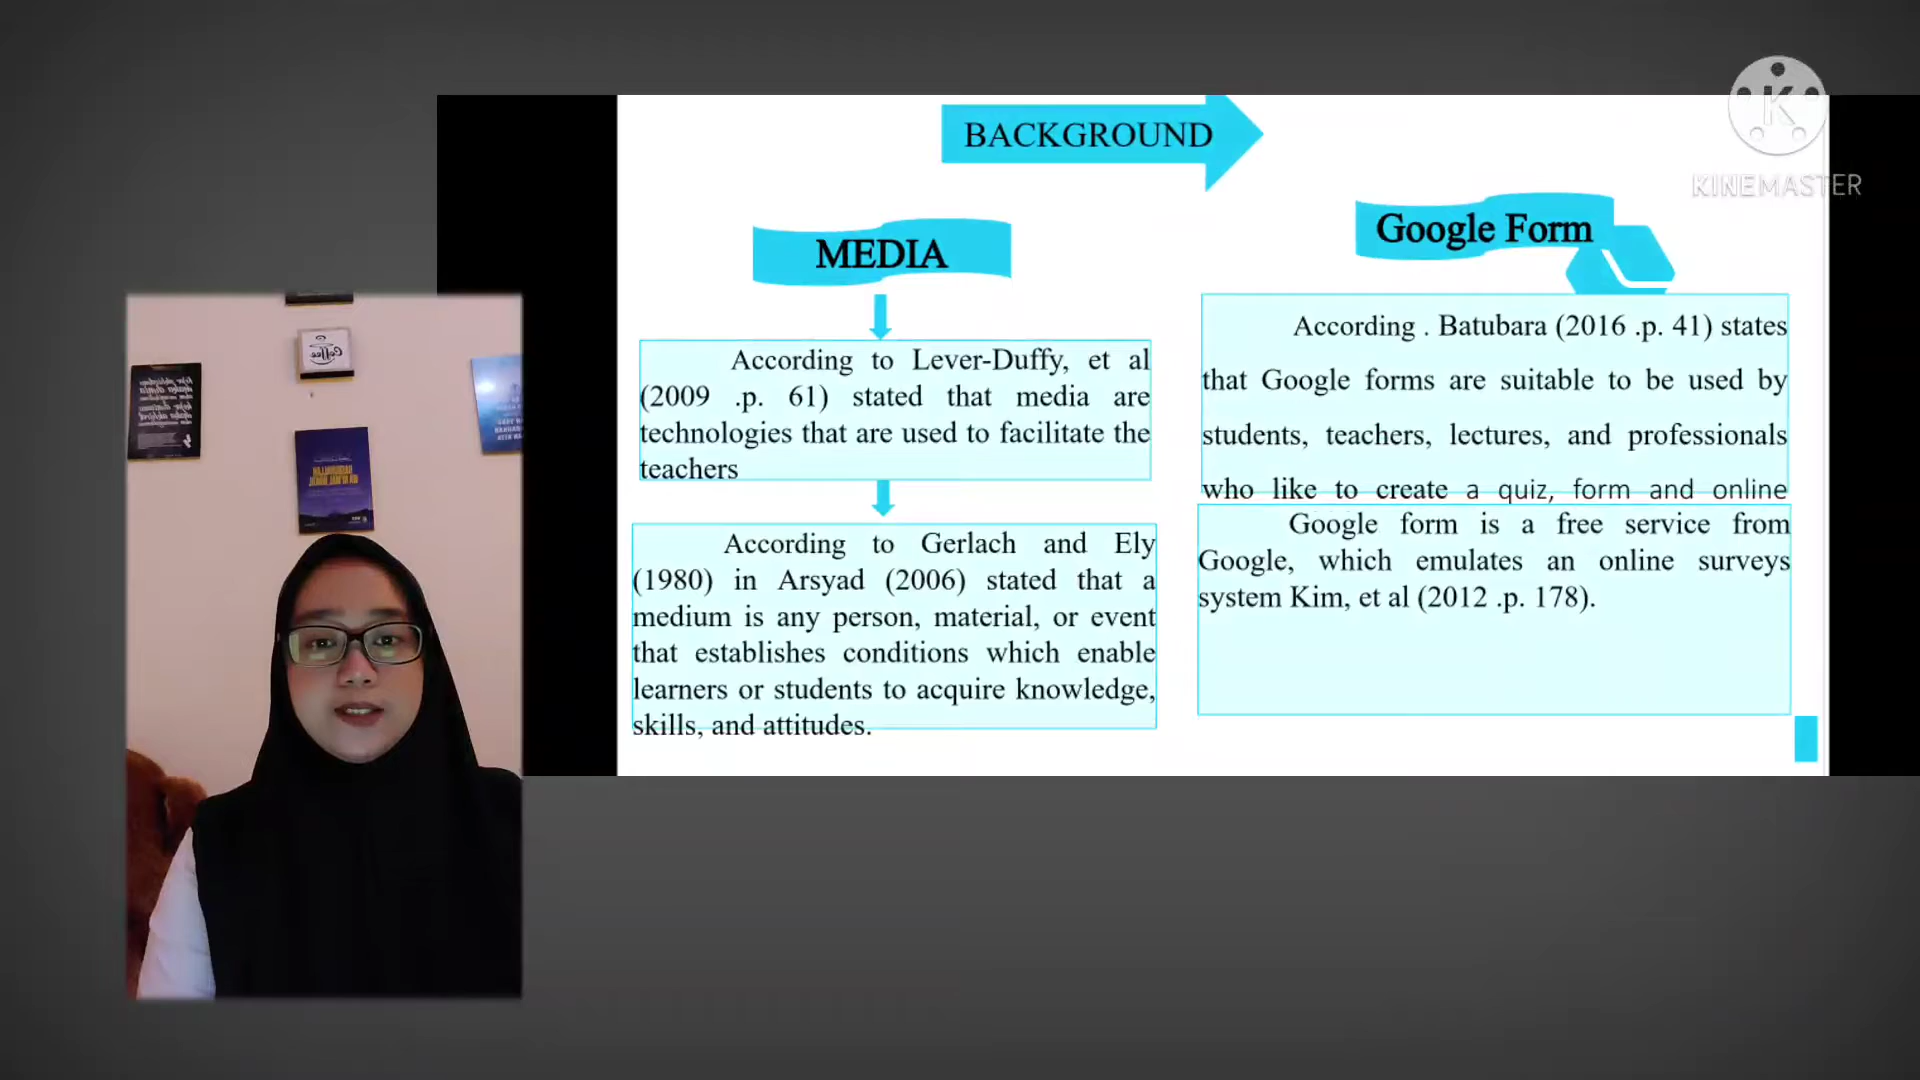 BACKGROUND
MEDIA
According to Lever-Duffy, et al
(2009 .p. 61) stated that media are
technologies that are used to facilitate the
teachers
According to Gerlach and Ely
(1980) in Arsyad (2006) stated that a
medium is any person, material, or event
that establishes conditions which enable
learners or students to acquire knowledge,
skills, and attitudes.
Google Form
According . Batubara (2016 .p. 41) states
that Google forms are suitable to be used by
students, teachers, lectures, and professionals
who like to create a quiz, form and online
Google form is a free service from
Google, which emulates an online surveys
system Kim, et al (2012 .p. 178).
K
KINEMASTER
Coffee